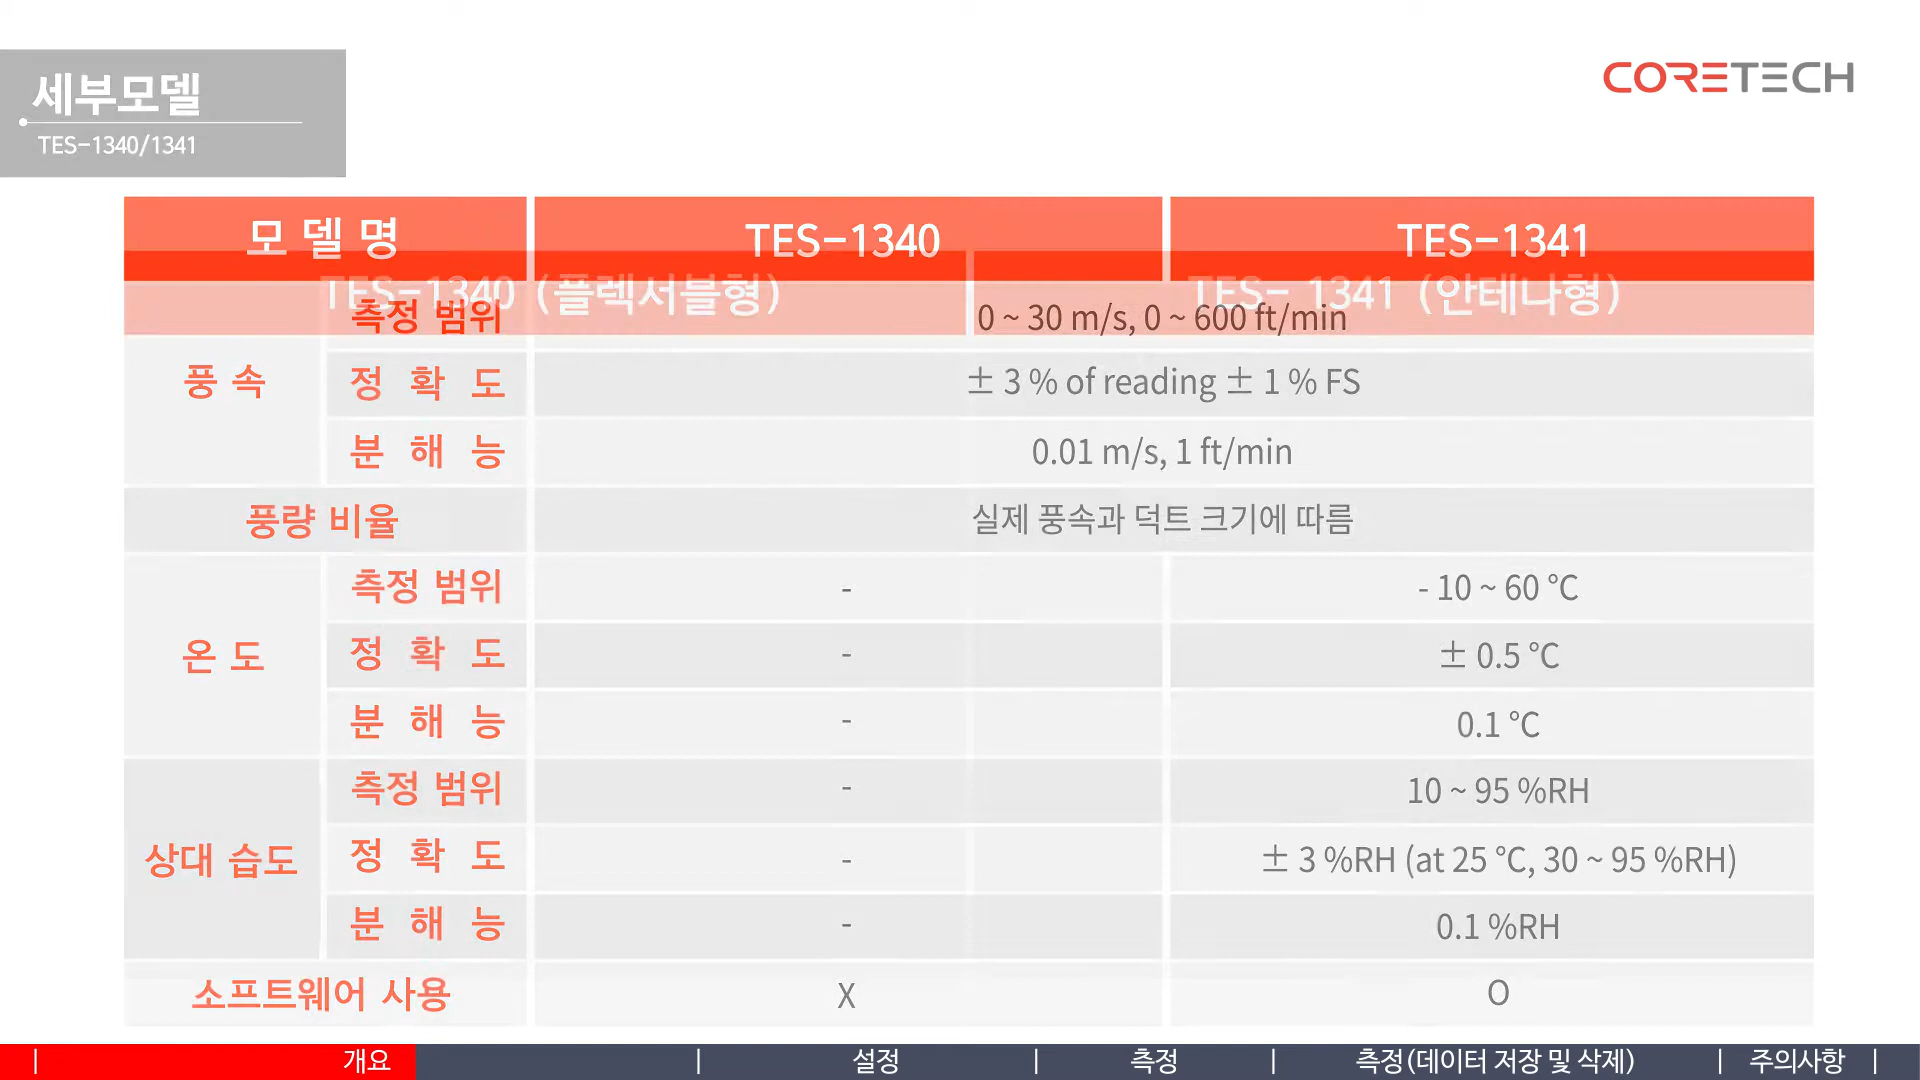 세부모델
TES-1340/1341
CORETECH
모 델 명 TES-1340 TES-1341
TES-1340 (플렉서블형) TES- 1341 (안테나형)
측정 범위 0 ~ 30 m/s, 0 ~ 600 ft/min
풍 속 정 확 도 ± 3 % of reading ± 1 % FS
분 해 능 0.01 m/s, 1 ft/min
풍량 비율 실제 풍속과 덕트 크기에 따름
측정 범위 - - 10 ~ 60 ℃
온 도 정 확 도 - ± 0.5 ℃
분 해 능 - 0.1 ℃
측정 범위 - 10 ~ 95 %RH
상대 습도 정 확 도 - ± 3 %RH (at 25 ℃, 30 ~ 95 %RH)
분 해 능 - 0.1 %RH
소프트웨어 사용 X O
| 개요 | 설정 | 측정 | 측정(데이터 저장 및 삭제) | 주의사항 |